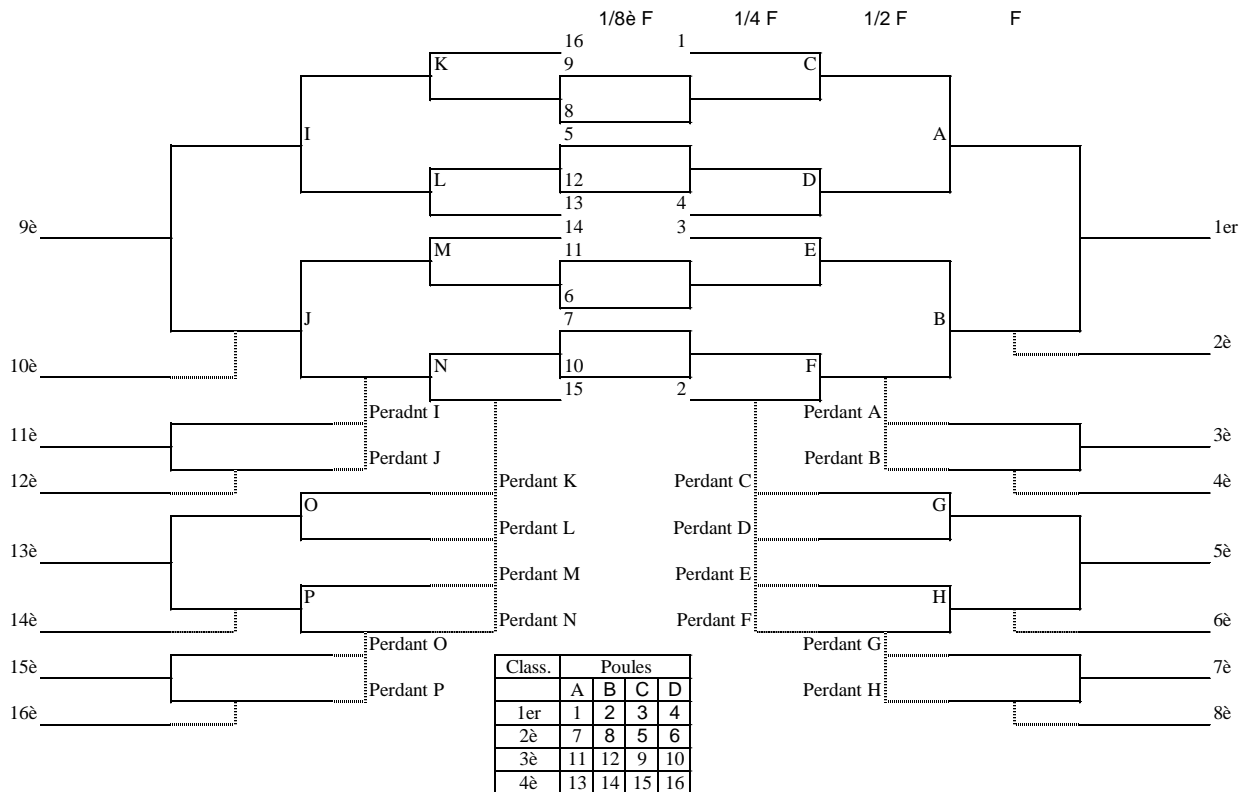 1/8è F 1/4 F 1/2 F F
16 1
K 9 C
8
I 5 A
L 12 D
13 4
9è 14 3 1er
M 11 E
6
J 7 B
2è
10è N 10 F
15 2
Peradnt I Perdant A
11è 3è
Perdant J Perdant B
12è Perdant K Perdant C 4è
O G
Perdant L Perdant D
13è 5è
Perdant M Perdant E
P H
14è Perdant N Perdant F 6è
Perdant O Perdant G
15è 7è
Perdant P Perdant H
16è 8è
Class. Poules
A B C D
1er 1 2 3 4
2è 7 8 5 6
3è 11 12 9 10
4è 13 14 15 16